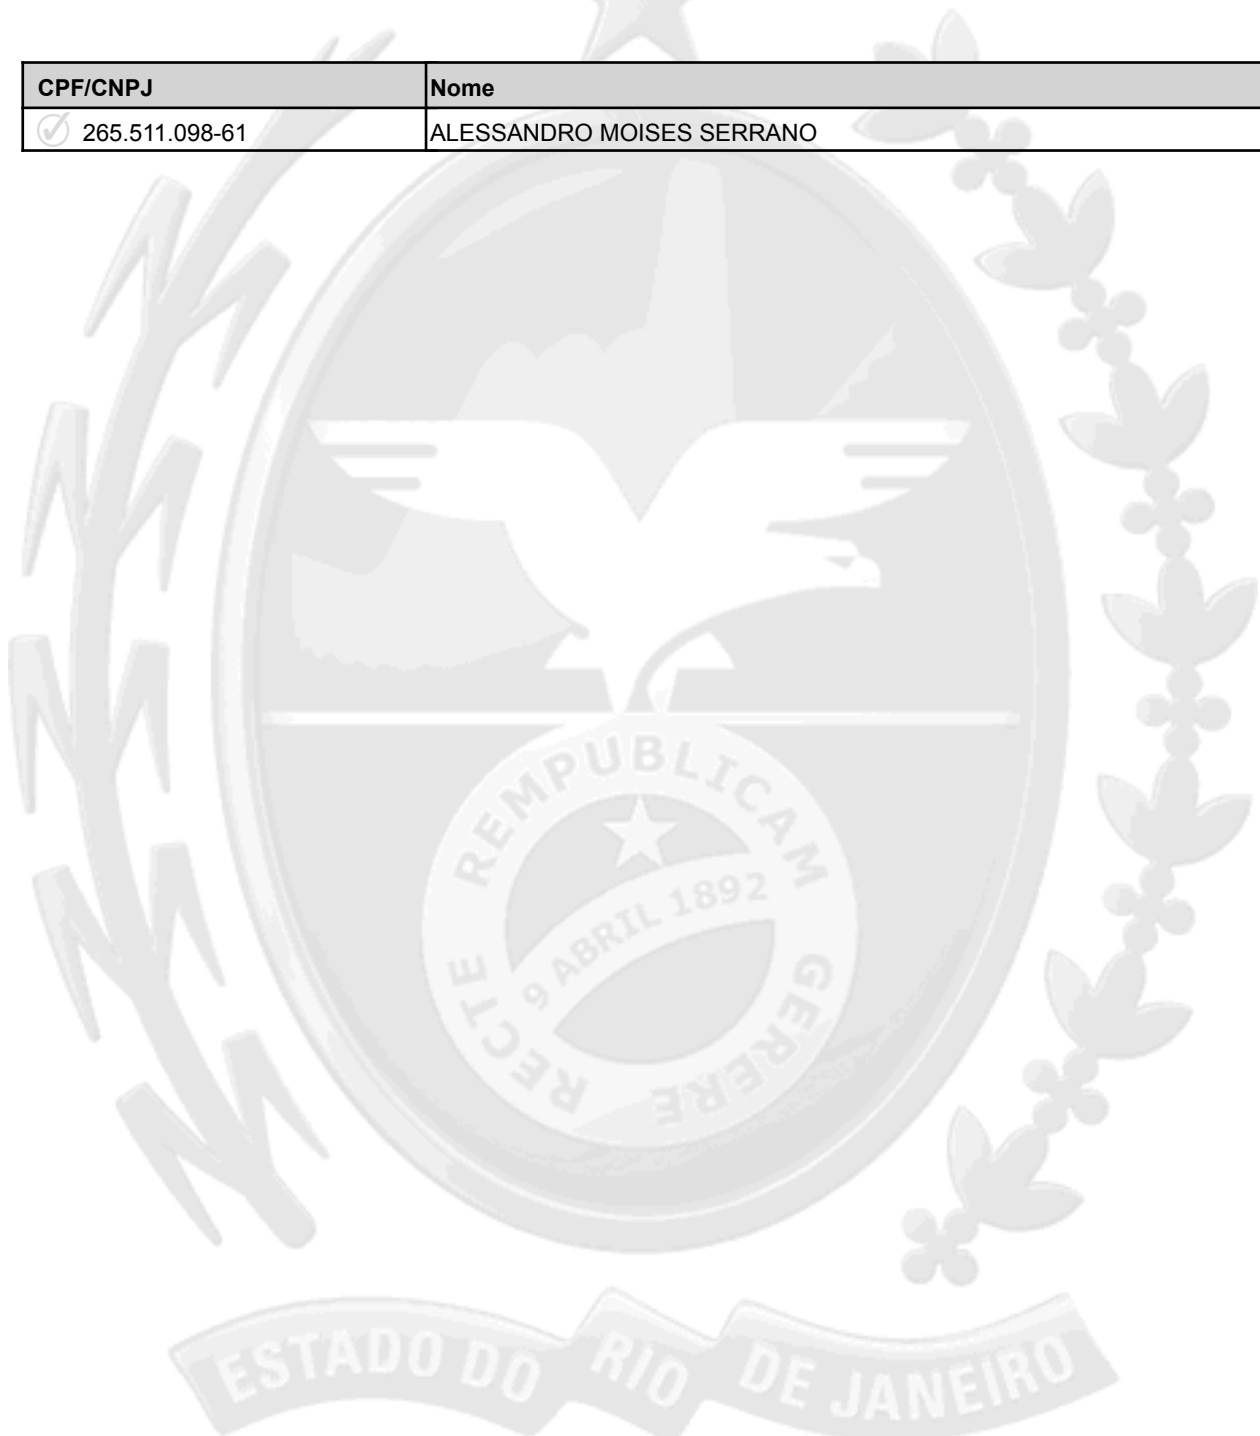 CPF/CNPJ Nome
265.511.098-61 ALESSANDRO MOISES SERRANO
REMPUBLICAM
9 ABRIL 1892
RECTE GERERE
ESTADO DO RIO DE JANEIRO